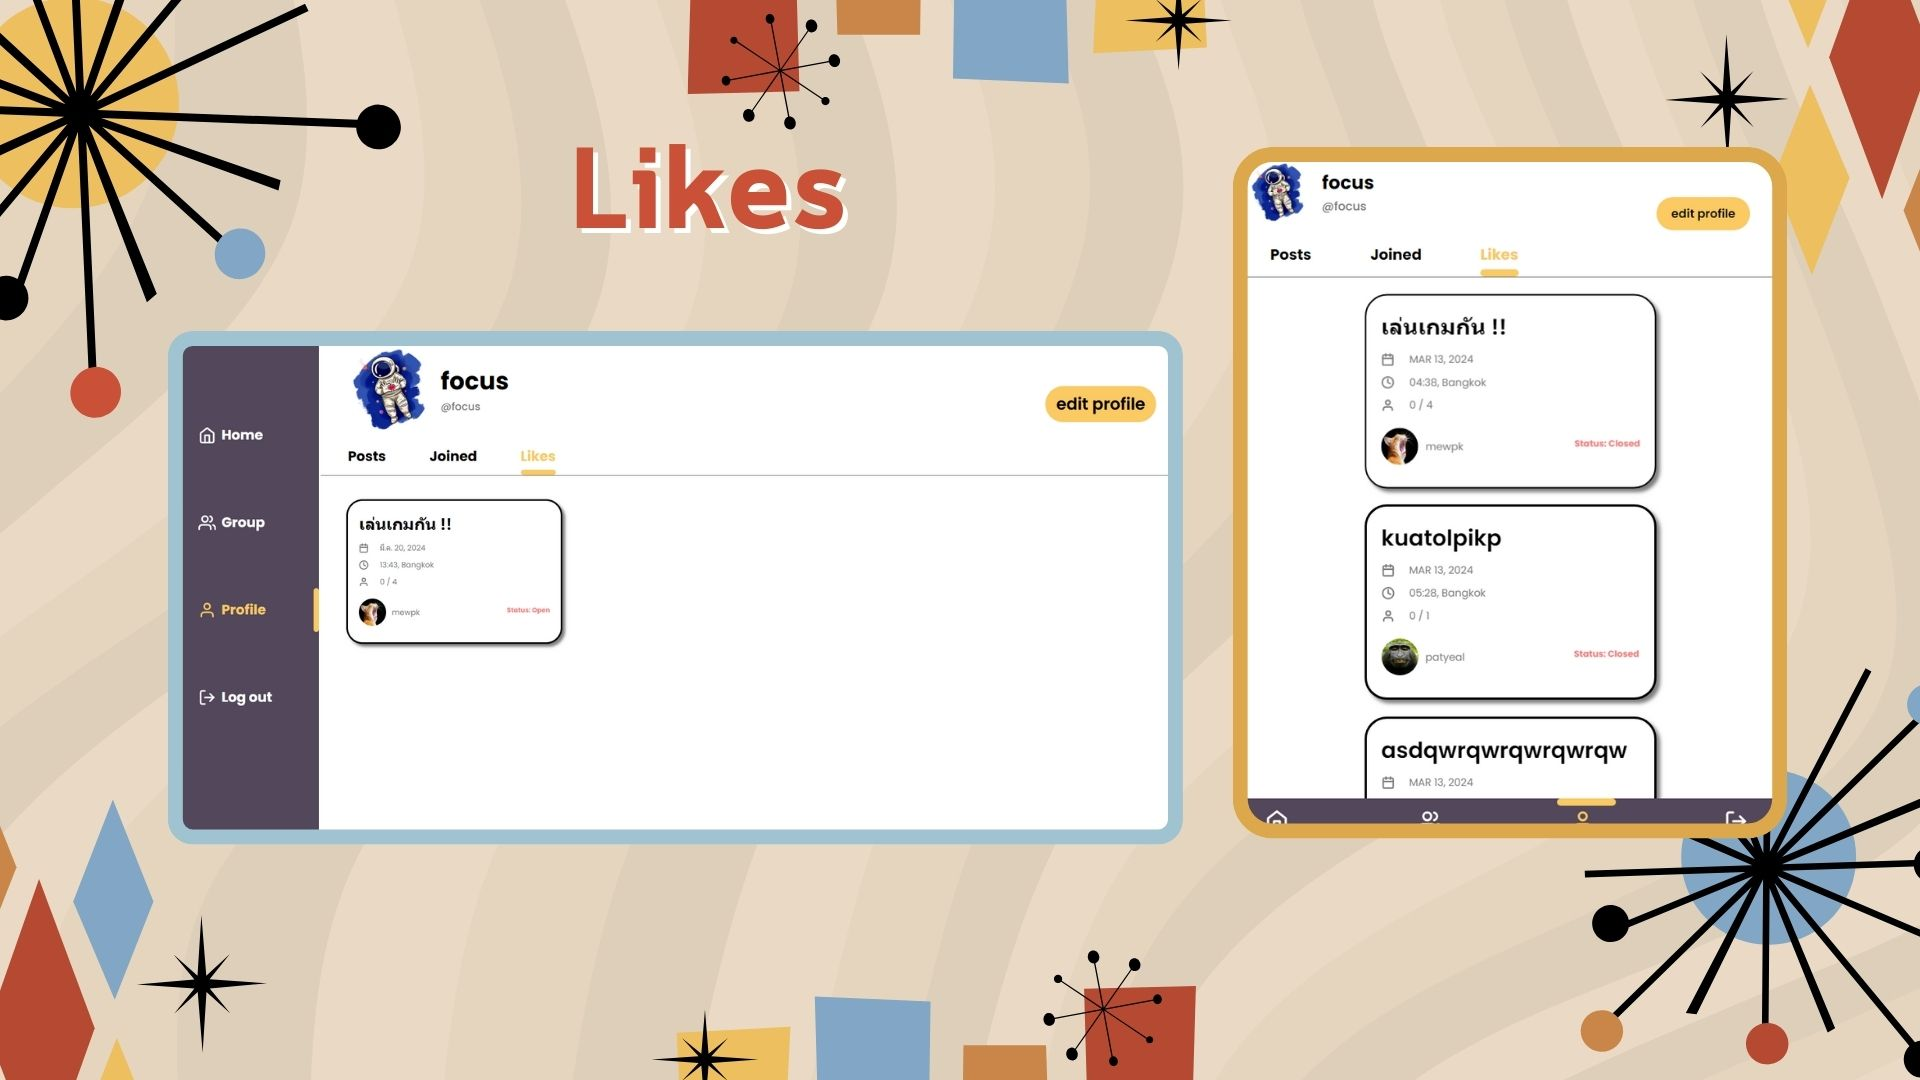 Likes
focus
@focus
edit profile
Posts Joined Likes
Home
Group
Profile
Log out
เล่นเกมกัน !!
มี.ค. 20, 2024
13:43, Bangkok
0 / 4
mewpk Status: Open
focus
@focus
edit profile
Posts Joined Likes
เล่นเกมกัน !!
MAR 13, 2024
04:38, Bangkok
0 / 4
mewpk Status: Closed
kuatolpikp
MAR 13, 2024
05:28, Bangkok
0 / 1
patyeal Status: Closed
asdqwrqwrqwrqwrqw
MAR 13, 2024